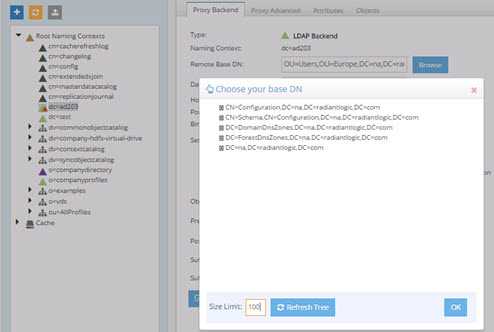 Root Naming Contexts
cn=cacherefreshlog
cn=changelog
cn=config
cn=extendedxjoin
cn=masterdatacatalog
cn=replicationjournal
dc=ad203
dc=test
dv=commonobjectcatalog
dv=company-hdfs-virtual-drive
dv=contextcatalog
dv=syncobjectcatalog
o=companydirectory
o=companyprofiles
o=examples
o=vds
ou=AllProfiles
Cache
Proxy Backend Proxy Advanced Attributes Objects
Type: LDAP Backend
Naming Context: dc=ad203
Remote Base DN: OU=Users,OU=Europe,DC=na,DC=rad Browse
Choose your base DN
CN=Configuration,DC=na,DC=radiantlogic,DC=com
CN=Schema,CN=Configuration,DC=na,DC=radiantlogic,DC=com
DC=DomainDnsZones,DC=na,DC=radiantlogic,DC=com
DC=ForestDnsZones,DC=na,DC=radiantlogic,DC=com
DC=na,DC=radiantlogic,DC=com
Size Limit: 100 Refresh Tree OK